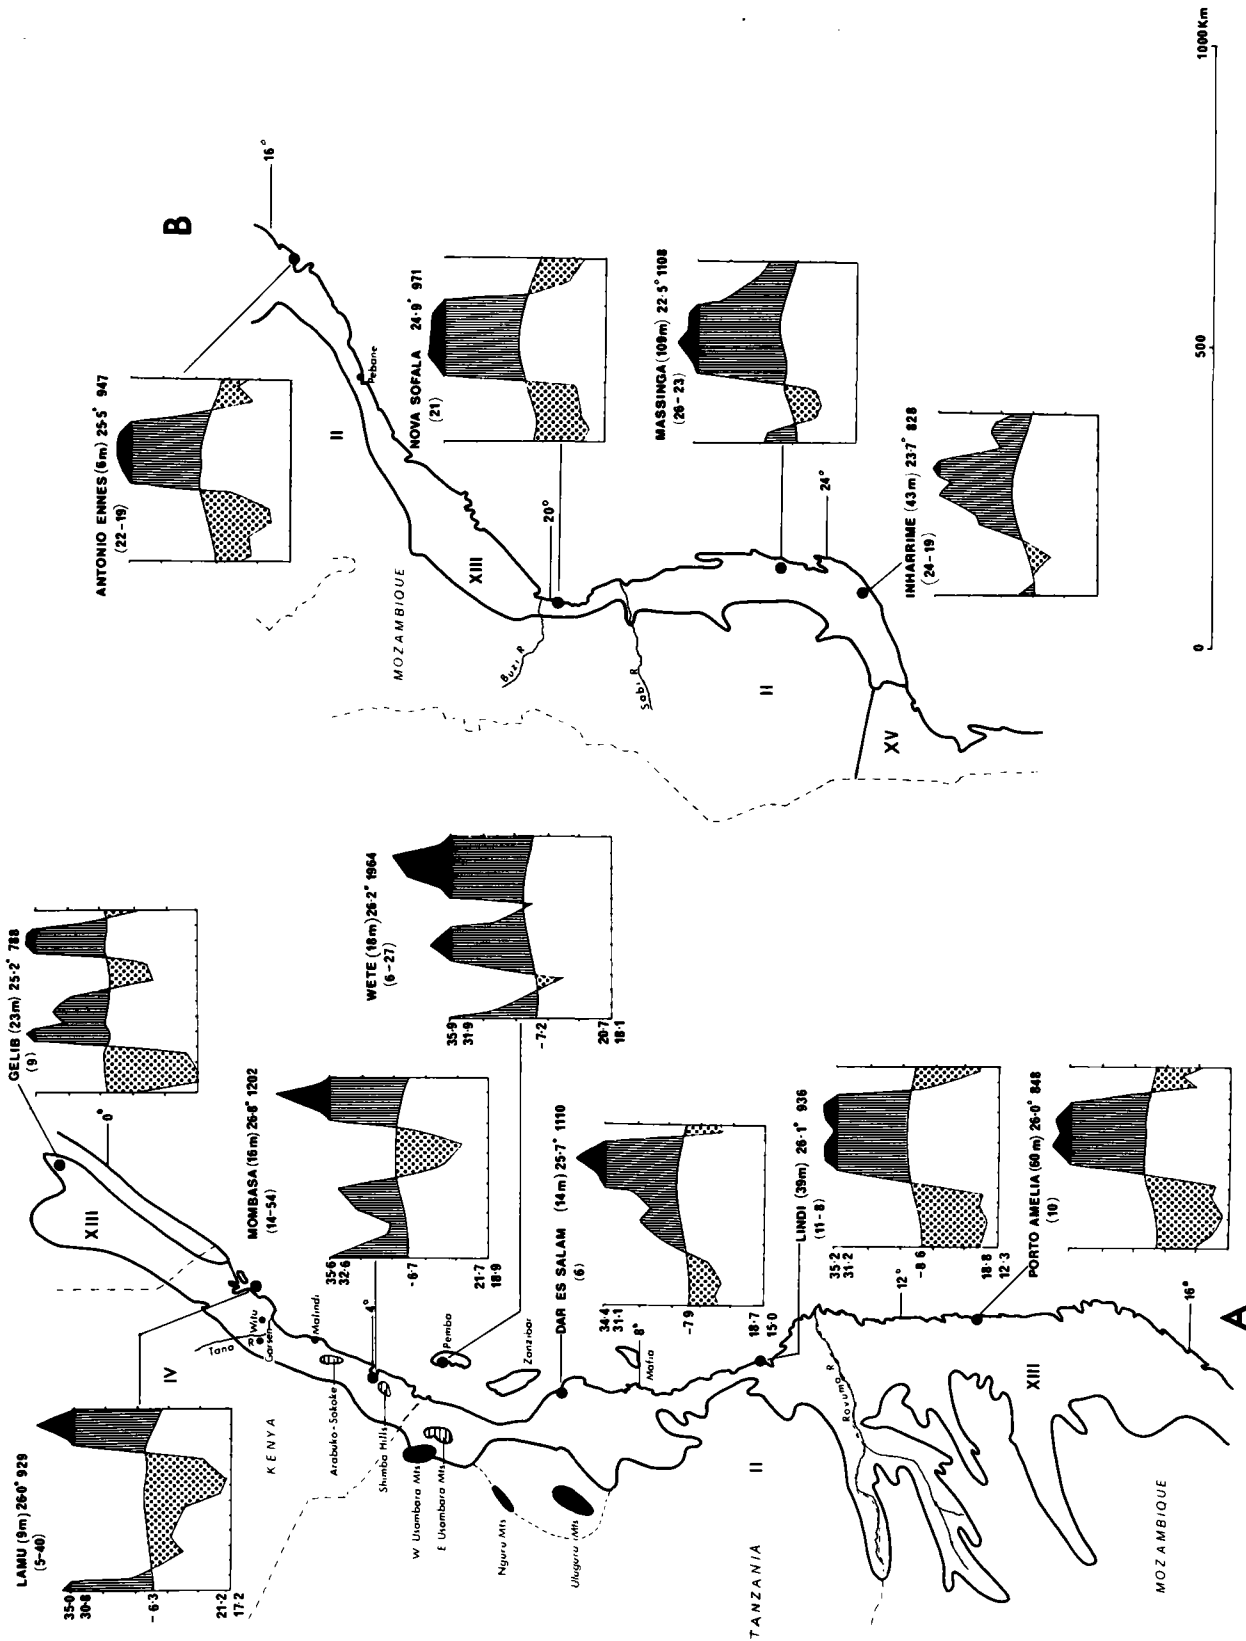 GELIB (23m) 25·2° 788
(9)
0°
XIII
LAMU (9m) 26·0° 929
(5-40)
35·0
30·8
-6·3
21·2
17·2
IV
KENYA
Tana R
Witu
Garsen
Malindi
Arabuko-Sokoke
Shimba Hills
MOMBASA (16m) 26·8° 1202
(14-54)
35·6
32·6
-6·7
21·7
18·9
4°
WETE (18m) 26·2° 1964
(6-27)
35·9
31·9
-7·2
20·7
18·1
Pemba
Zanzibar
W Usambara Mts
E Usambara Mts
Nguru Mts
Uluguru Mts
DAR ES SALAM (14m) 25·7° 1110
(6)
34·4
31·1
-7·9
18·7
15·0
8°
Mafia
TANZANIA
II
LINDI (39m) 26·1° 936
(11-8)
35·2
31·2
-8·6
18·8
12·3
Rovuma R
12°
PORTO AMELIA (60m) 26·0° 848
(10)
XIII
MOZAMBIQUE
16°
A
B
16°
ANTONIO ENNES (6m) 25·5° 947
(22-19)
II
Pebane
MOZAMBIQUE
XIII
NOVA SOFALA 24·9° 971
(21)
20°
Buzi R
Sabi R
II
MASSINGA (109m) 22·5° 1108
(26-23)
24°
INHARRIME (43m) 23·7° 828
(24-19)
XV
0
500
1000Km